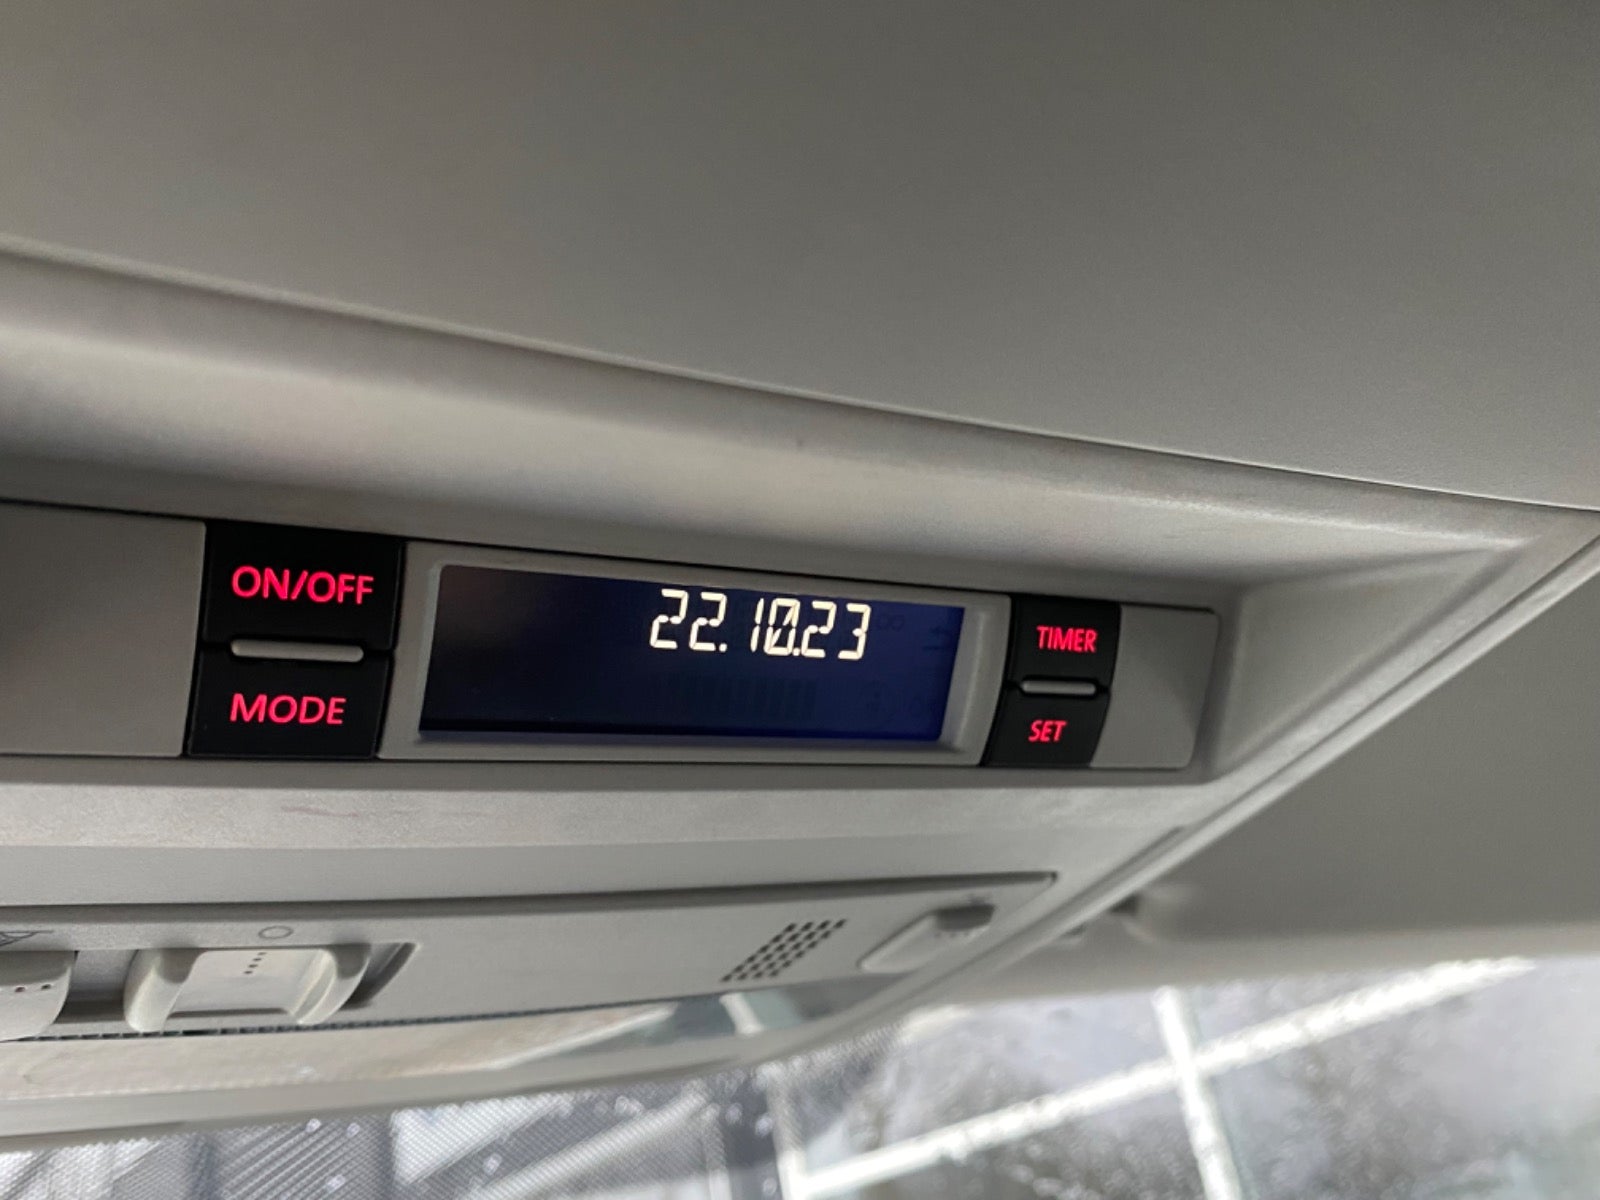 ON/OFF
MODE
22.10.23
TIMER
SET